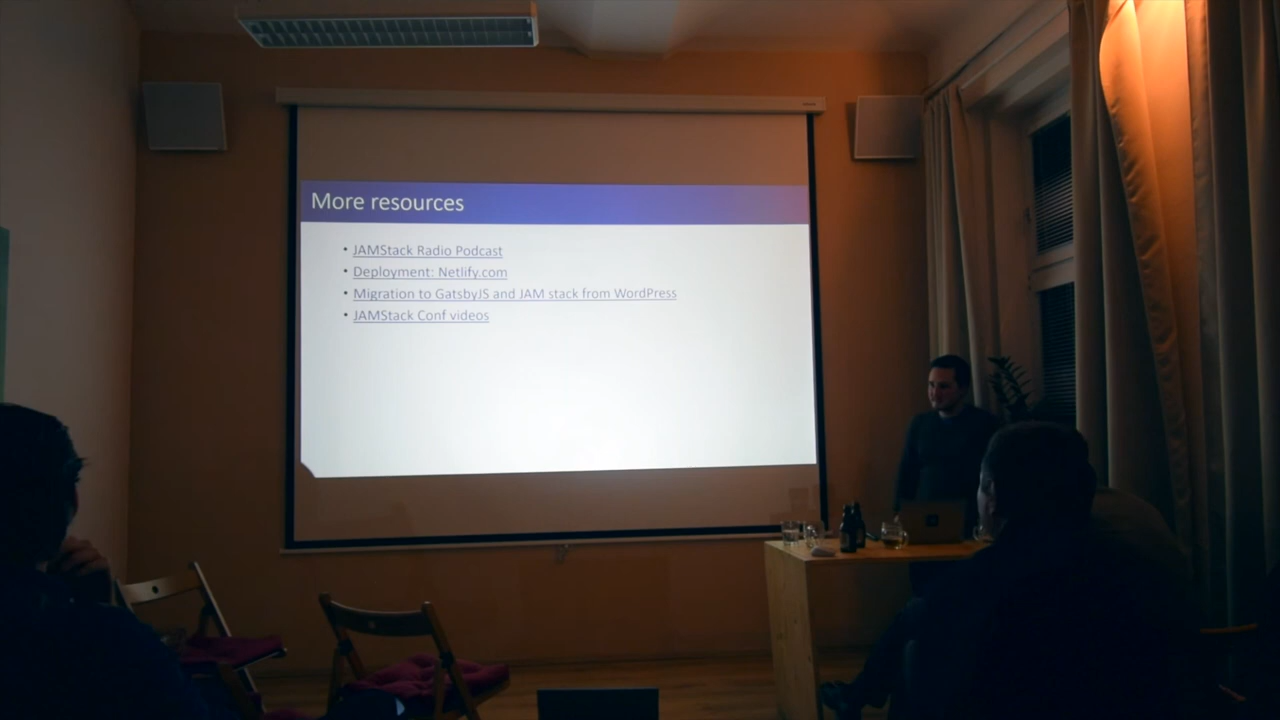 More resources
• JAMStack Radio Podcast
• Deployment: Netlify.com
• Migration to GatsbyJS and JAM stack from WordPress
• JAMStack Conf videos